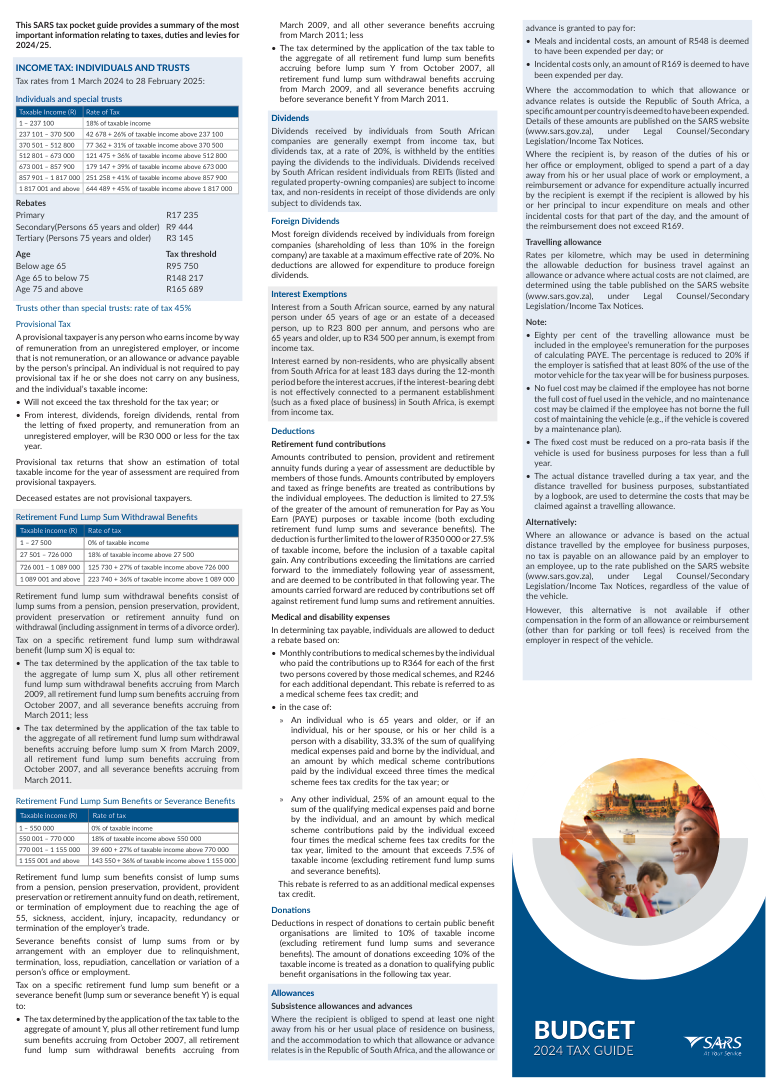 This SARS tax pocket guide provides a summary of the most
important information relating to taxes, duties and levies for
2024/25.
INCOME TAX: INDIVIDUALS AND TRUSTS
Tax rates from 1 March 2024 to 28 February 2025:
Individuals and special trusts
Taxable Income (R) Rate of Tax
1 – 237 100 18% of taxable income
237 101 – 370 500 42 678 + 26% of taxable income above 237 100
370 501 – 512 800 77 362 + 31% of taxable income above 370 500
512 801 – 673 000 121 475 + 36% of taxable income above 512 800
673 001 – 857 900 179 147 + 39% of taxable income above 673 000
857 901 – 1 817 000 251 258 + 41% of taxable income above 857 900
1 817 001 and above 644 489 + 45% of taxable income above 1 817 000
Rebates
Primary R17 235
Secondary(Persons 65 years and older) R9 444
Tertiary (Persons 75 years and older) R3 145
Age Tax threshold
Below age 65 R95 750
Age 65 to below 75 R148 217
Age 75 and above R165 689
Trusts other than special trusts: rate of tax 45%
Provisional Tax
A provisional taxpayer is any person who earns income by way
of remuneration from an unregistered employer, or income
that is not remuneration, or an allowance or advance payable
by the person's principal. An individual is not required to pay
provisional tax if he or she does not carry on any business,
and the individual's taxable income:
• Will not exceed the tax threshold for the tax year; or
• From interest, dividends, foreign dividends, rental from
the letting of fixed property, and remuneration from an
unregistered employer, will be R30 000 or less for the tax
year.
Provisional tax returns that show an estimation of total
taxable income for the year of assessment are required from
provisional taxpayers.
Deceased estates are not provisional taxpayers.
Retirement Fund Lump Sum Withdrawal Benefits
Taxable income (R) Rate of tax
1 – 27 500 0% of taxable income
27 501 – 726 000 18% of taxable income above 27 500
726 001 – 1 089 000 125 730 + 27% of taxable income above 726 000
1 089 001 and above 223 740 + 36% of taxable income above 1 089 000
Retirement fund lump sum withdrawal benefits consist of
lump sums from a pension, pension preservation, provident,
provident preservation or retirement annuity fund on
withdrawal (including assignment in terms of a divorce order).
Tax on a specific retirement fund lump sum withdrawal
benefit (lump sum X) is equal to:
• The tax determined by the application of the tax table to
the aggregate of lump sum X, plus all other retirement
fund lump sum withdrawal benefits accruing from March
2009, all retirement fund lump sum benefits accruing from
October 2007, and all severance benefits accruing from
March 2011; less
• The tax determined by the application of the tax table to
the aggregate of all retirement fund lump sum withdrawal
benefits accruing before lump sum X from March 2009,
all retirement fund lump sum benefits accruing from
October 2007, and all severance benefits accruing from
March 2011.
Retirement Fund Lump Sum Benefits or Severance Benefits
Taxable income (R) Rate of tax
1 – 550 000 0% of taxable income
550 001 – 770 000 18% of taxable income above 550 000
770 001 – 1 155 000 39 600 + 27% of taxable income above 770 000
1 155 001 and above 143 550 + 36% of taxable income above 1 155 000
Retirement fund lump sum benefits consist of lump sums
from a pension, pension preservation, provident, provident
preservation or retirement annuity fund on death, retirement,
or termination of employment due to reaching the age of
55, sickness, accident, injury, incapacity, redundancy or
termination of the employer's trade.
Severance benefits consist of lump sums from or by
arrangement with an employer due to relinquishment,
termination, loss, repudiation, cancellation or variation of a
person's office or employment.
Tax on a specific retirement fund lump sum benefit or a
severance benefit (lump sum or severance benefit Y) is equal
to:
• The tax determined by the application of the tax table to the
aggregate of amount Y, plus all other retirement fund lump
sum benefits accruing from October 2007, all retirement
fund lump sum withdrawal benefits accruing from
March 2009, and all other severance benefits accruing
from March 2011; less
• The tax determined by the application of the tax table to
the aggregate of all retirement fund lump sum benefits
accruing before lump sum Y from October 2007, all
retirement fund lump sum withdrawal benefits accruing
from March 2009, and all severance benefits accruing
before severance benefit Y from March 2011.
Dividends
Dividends received by individuals from South African
companies are generally exempt from income tax, but
dividends tax, at a rate of 20%, is withheld by the entities
paying the dividends to the individuals. Dividends received
by South African resident individuals from REITs (listed and
regulated property-owning companies) are subject to income
tax, and non-residents in receipt of those dividends are only
subject to dividends tax.
Foreign Dividends
Most foreign dividends received by individuals from foreign
companies (shareholding of less than 10% in the foreign
company) are taxable at a maximum effective rate of 20%. No
deductions are allowed for expenditure to produce foreign
dividends.
Interest Exemptions
Interest from a South African source, earned by any natural
person under 65 years of age or an estate of a deceased
person, up to R23 800 per annum, and persons who are
65 years and older, up to R34 500 per annum, is exempt from
income tax.
Interest earned by non-residents, who are physically absent
from South Africa for at least 183 days during the 12-month
period before the interest accrues, if the interest-bearing debt
is not effectively connected to a permanent establishment
(such as a fixed place of business) in South Africa, is exempt
from income tax.
Deductions
Retirement fund contributions
Amounts contributed to pension, provident and retirement
annuity funds during a year of assessment are deductible by
members of those funds. Amounts contributed by employers
and taxed as fringe benefits are treated as contributions by
the individual employees. The deduction is limited to 27.5%
of the greater of the amount of remuneration for Pay as You
Earn (PAYE) purposes or taxable income (both excluding
retirement fund lump sums and severance benefits). The
deduction is further limited to the lower of R350 000 or 27.5%
of taxable income, before the inclusion of a taxable capital
gain. Any contributions exceeding the limitations are carried
forward to the immediately following year of assessment,
and are deemed to be contributed in that following year. The
amounts carried forward are reduced by contributions set off
against retirement fund lump sums and retirement annuities.
Medical and disability expenses
In determining tax payable, individuals are allowed to deduct
a rebate based on:
• Monthly contributions to medical schemes by the individual
who paid the contributions up to R364 for each of the first
two persons covered by those medical schemes, and R246
for each additional dependant. This rebate is referred to as
a medical scheme fees tax credit; and
• in the case of:
» An individual who is 65 years and older, or if an
individual, his or her spouse, or his or her child is a
person with a disability, 33.3% of the sum of qualifying
medical expenses paid and borne by the individual, and
an amount by which medical scheme contributions
paid by the individual exceed three times the medical
scheme fees tax credits for the tax year; or
» Any other individual, 25% of an amount equal to the
sum of the qualifying medical expenses paid and borne
by the individual, and an amount by which medical
scheme contributions paid by the individual exceed
four times the medical scheme fees tax credits for the
tax year, limited to the amount that exceeds 7.5% of
taxable income (excluding retirement fund lump sums
and severance benefits).
This rebate is referred to as an additional medical expenses
tax credit.
Donations
Deductions in respect of donations to certain public benefit
organisations are limited to 10% of taxable income
(excluding retirement fund lump sums and severance
benefits). The amount of donations exceeding 10% of the
taxable income is treated as a donation to qualifying public
benefit organisations in the following tax year.
Allowances
Subsistence allowances and advances
Where the recipient is obliged to spend at least one night
away from his or her usual place of residence on business,
and the accommodation to which that allowance or advance
relates is in the Republic of South Africa, and the allowance or
advance is granted to pay for:
• Meals and incidental costs, an amount of R548 is deemed
to have been expended per day; or
• Incidental costs only, an amount of R169 is deemed to have
been expended per day.
Where the accommodation to which that allowance or
advance relates is outside the Republic of South Africa, a
specific amount per country is deemed to have been expended.
Details of these amounts are published on the SARS website
(www.sars.gov.za), under Legal Counsel/Secondary
Legislation/Income Tax Notices.
Where the recipient is, by reason of the duties of his or
her office or employment, obliged to spend a part of a day
away from his or her usual place of work or employment, a
reimbursement or advance for expenditure actually incurred
by the recipient is exempt if the recipient is allowed by his
or her principal to incur expenditure on meals and other
incidental costs for that part of the day, and the amount of
the reimbursement does not exceed R169.
Travelling allowance
Rates per kilometre, which may be used in determining
the allowable deduction for business travel against an
allowance or advance where actual costs are not claimed, are
determined using the table published on the SARS website
(www.sars.gov.za), under Legal Counsel/Secondary
Legislation/Income Tax Notices.
Note:
• Eighty per cent of the travelling allowance must be
included in the employee's remuneration for the purposes
of calculating PAYE. The percentage is reduced to 20% if
the employer is satisfied that at least 80% of the use of the
motor vehicle for the tax year will be for business purposes.
• No fuel cost may be claimed if the employee has not borne
the full cost of fuel used in the vehicle, and no maintenance
cost may be claimed if the employee has not borne the full
cost of maintaining the vehicle (e.g., if the vehicle is covered
by a maintenance plan).
• The fixed cost must be reduced on a pro-rata basis if the
vehicle is used for business purposes for less than a full
year.
• The actual distance travelled during a tax year, and the
distance travelled for business purposes, substantiated
by a logbook, are used to determine the costs that may be
claimed against a travelling allowance.
Alternatively:
Where an allowance or advance is based on the actual
distance travelled by the employee for business purposes,
no tax is payable on an allowance paid by an employer to
an employee, up to the rate published on the SARS website
(www.sars.gov.za), under Legal Counsel/Secondary
Legislation/Income Tax Notices, regardless of the value of
the vehicle.
However, this alternative is not available if other
compensation in the form of an allowance or reimbursement
(other than for parking or toll fees) is received from the
employer in respect of the vehicle.
BUDGET
2024 TAX GUIDE
SARS
At Your Service